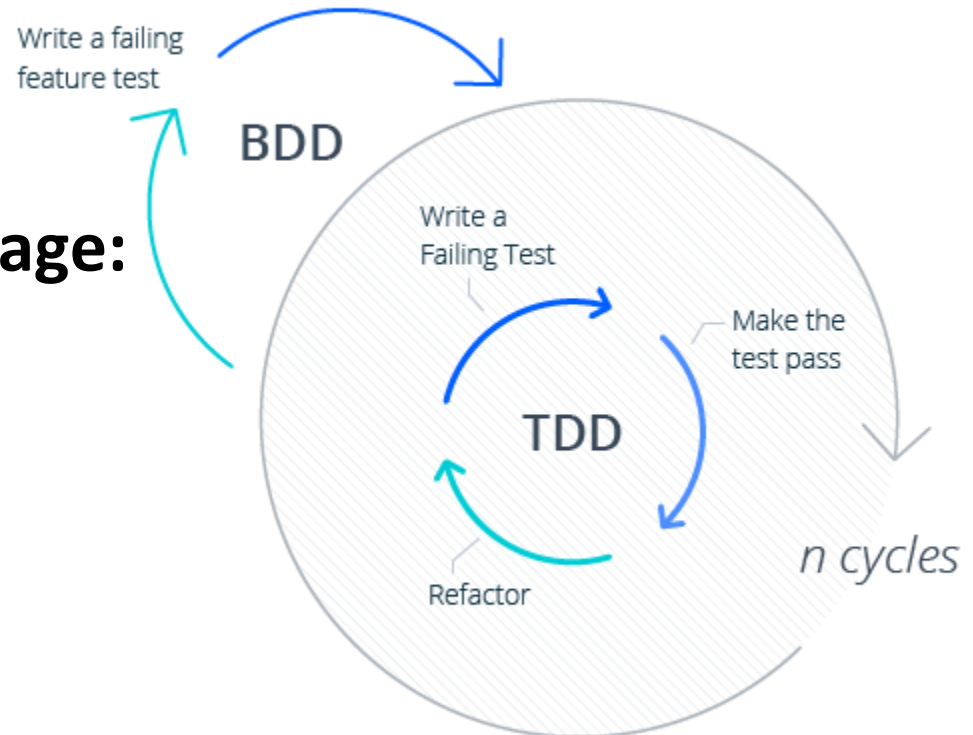 Write a failing
feature test
BDD
age:
Write a
Failing Test
Make the
test pass
TDD
n cycles
Refactor